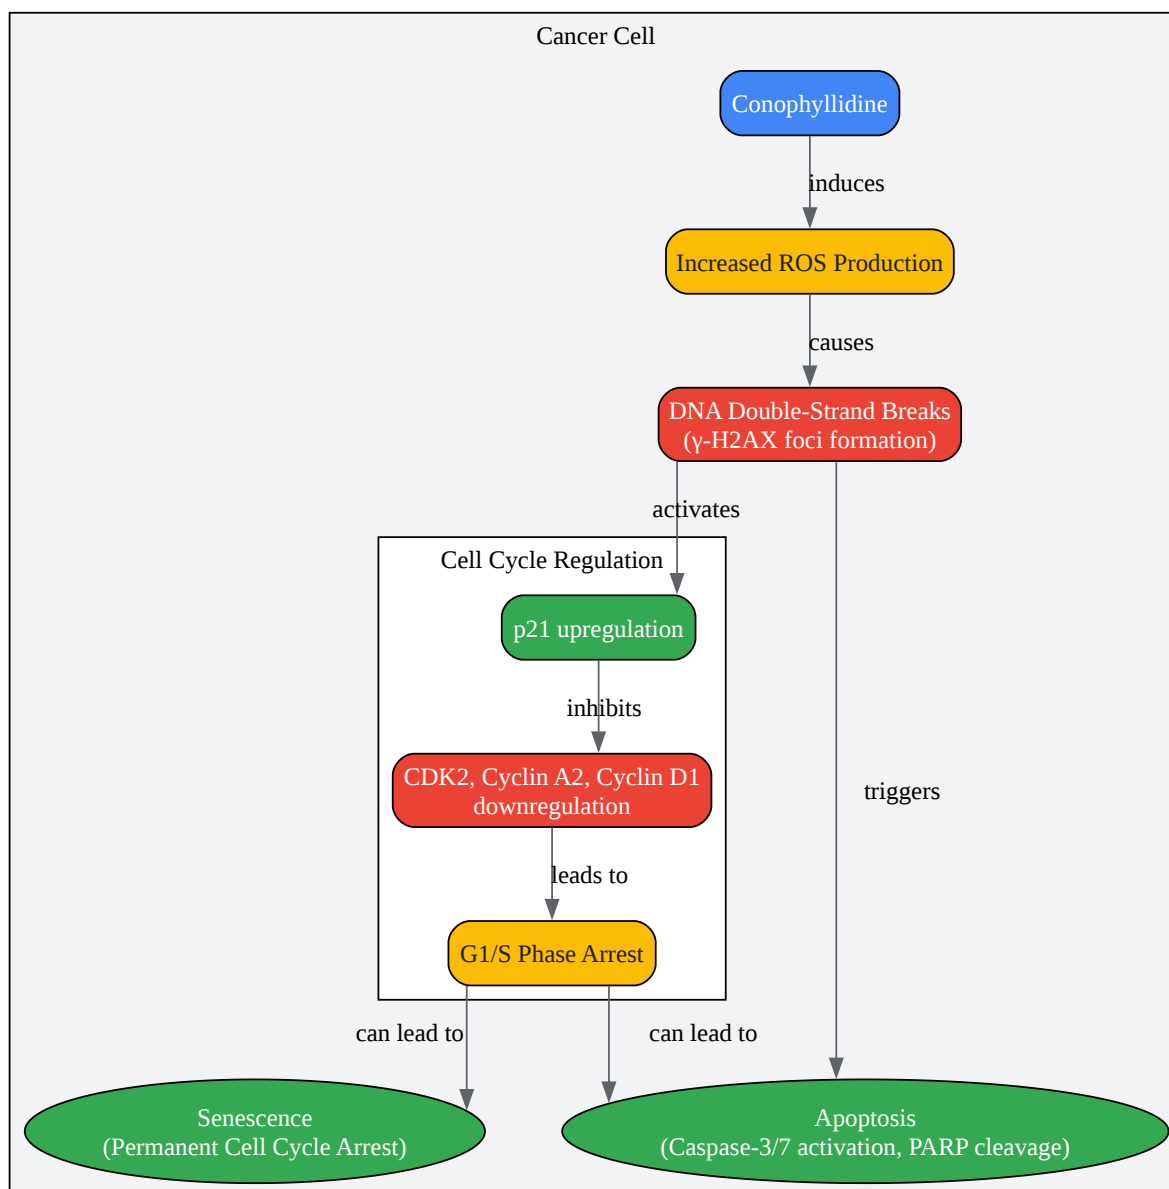 Cancer Cell
Conophyllidine
induces
Increased ROS Production
causes
DNA Double-Strand Breaks
(γ-H2AX foci formation)
activates
Cell Cycle Regulation
p21 upregulation
inhibits
CDK2, Cyclin A2, Cyclin D1
downregulation
triggers
leads to
G1/S Phase Arrest
can lead to
can lead to
Senescence
(Permanent Cell Cycle Arrest)
Apoptosis
(Caspase-3/7 activation, PARP cleavage)